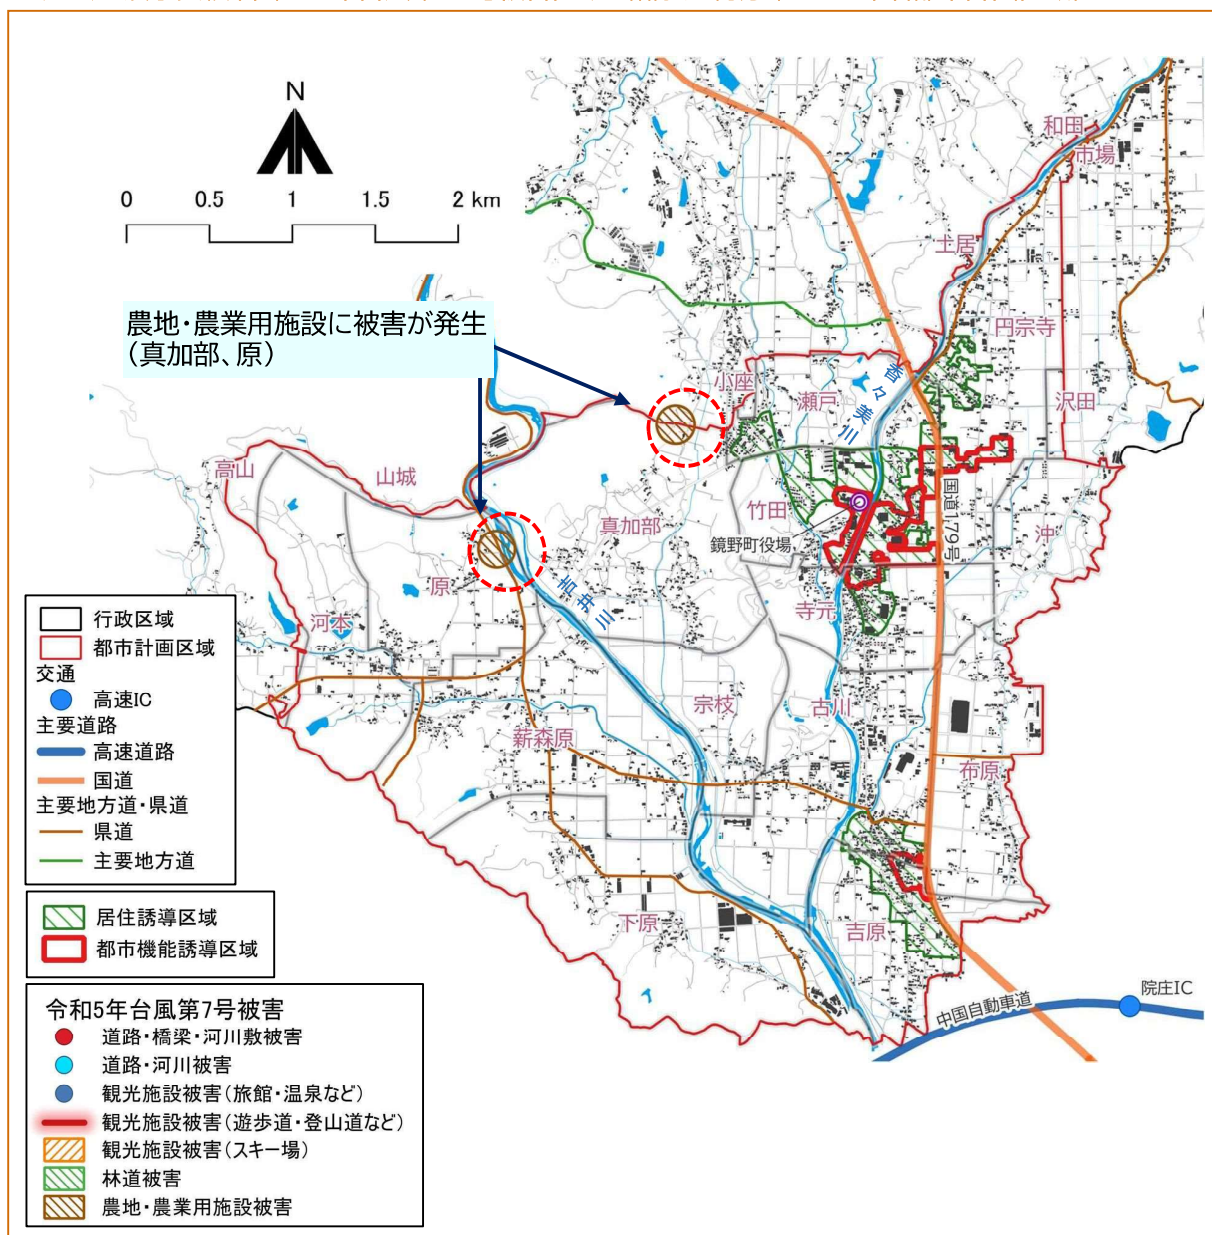 N
0 0.5 1 1.5 2 km
農地・農業用施設に被害が発生
（真加部、原）
和田
市場
土居
円宗寺
小座
瀬戸
香々美川
沢田
高山
山城
国道179号
竹田
真加部
鏡野町役場
沖
原
吉井川
寺元
河本
宗枝
古川
薪森原
布原
下原
吉原
院庄IC
中国自動車道
行政区域
都市計画区域
交通
高速IC
主要道路
高速道路
国道
主要地方道・県道
県道
主要地方道
居住誘導区域
都市機能誘導区域
令和5年台風第7号被害
道路・橋梁・河川敷被害
道路・河川被害
観光施設被害（旅館・温泉など）
観光施設被害（遊歩道・登山道など）
観光施設被害（スキー場）
林道被害
農地・農業用施設被害